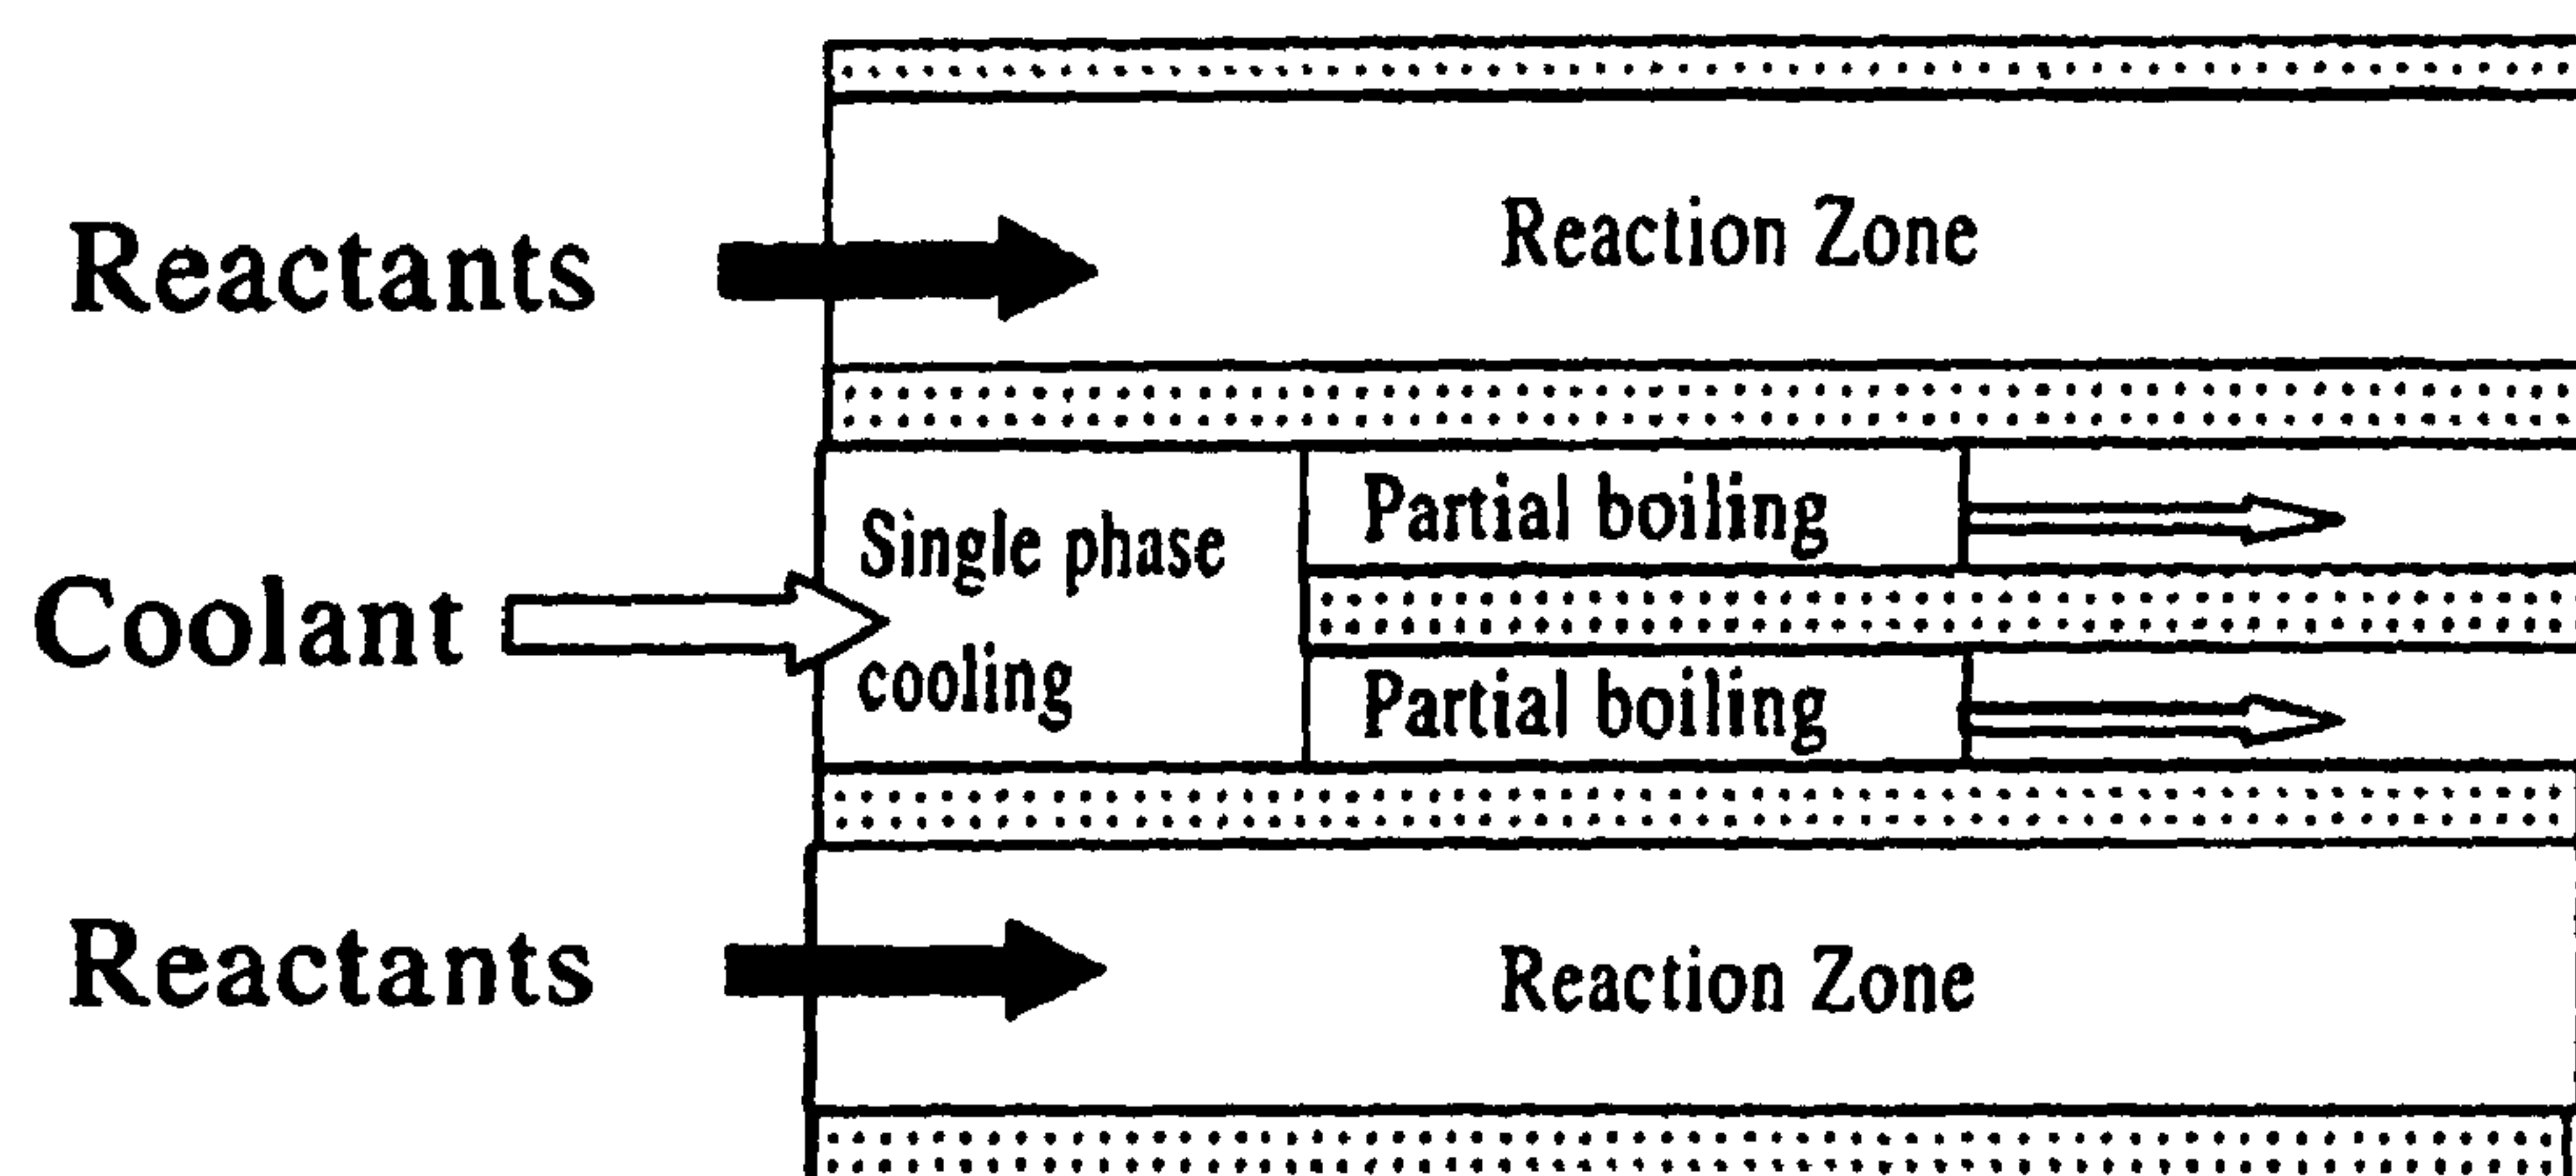 Reaction Zone
Reactants
Partial boiling
Single phase
Coolant
cooling
Partial boiling
Reactants
Reaction Zone